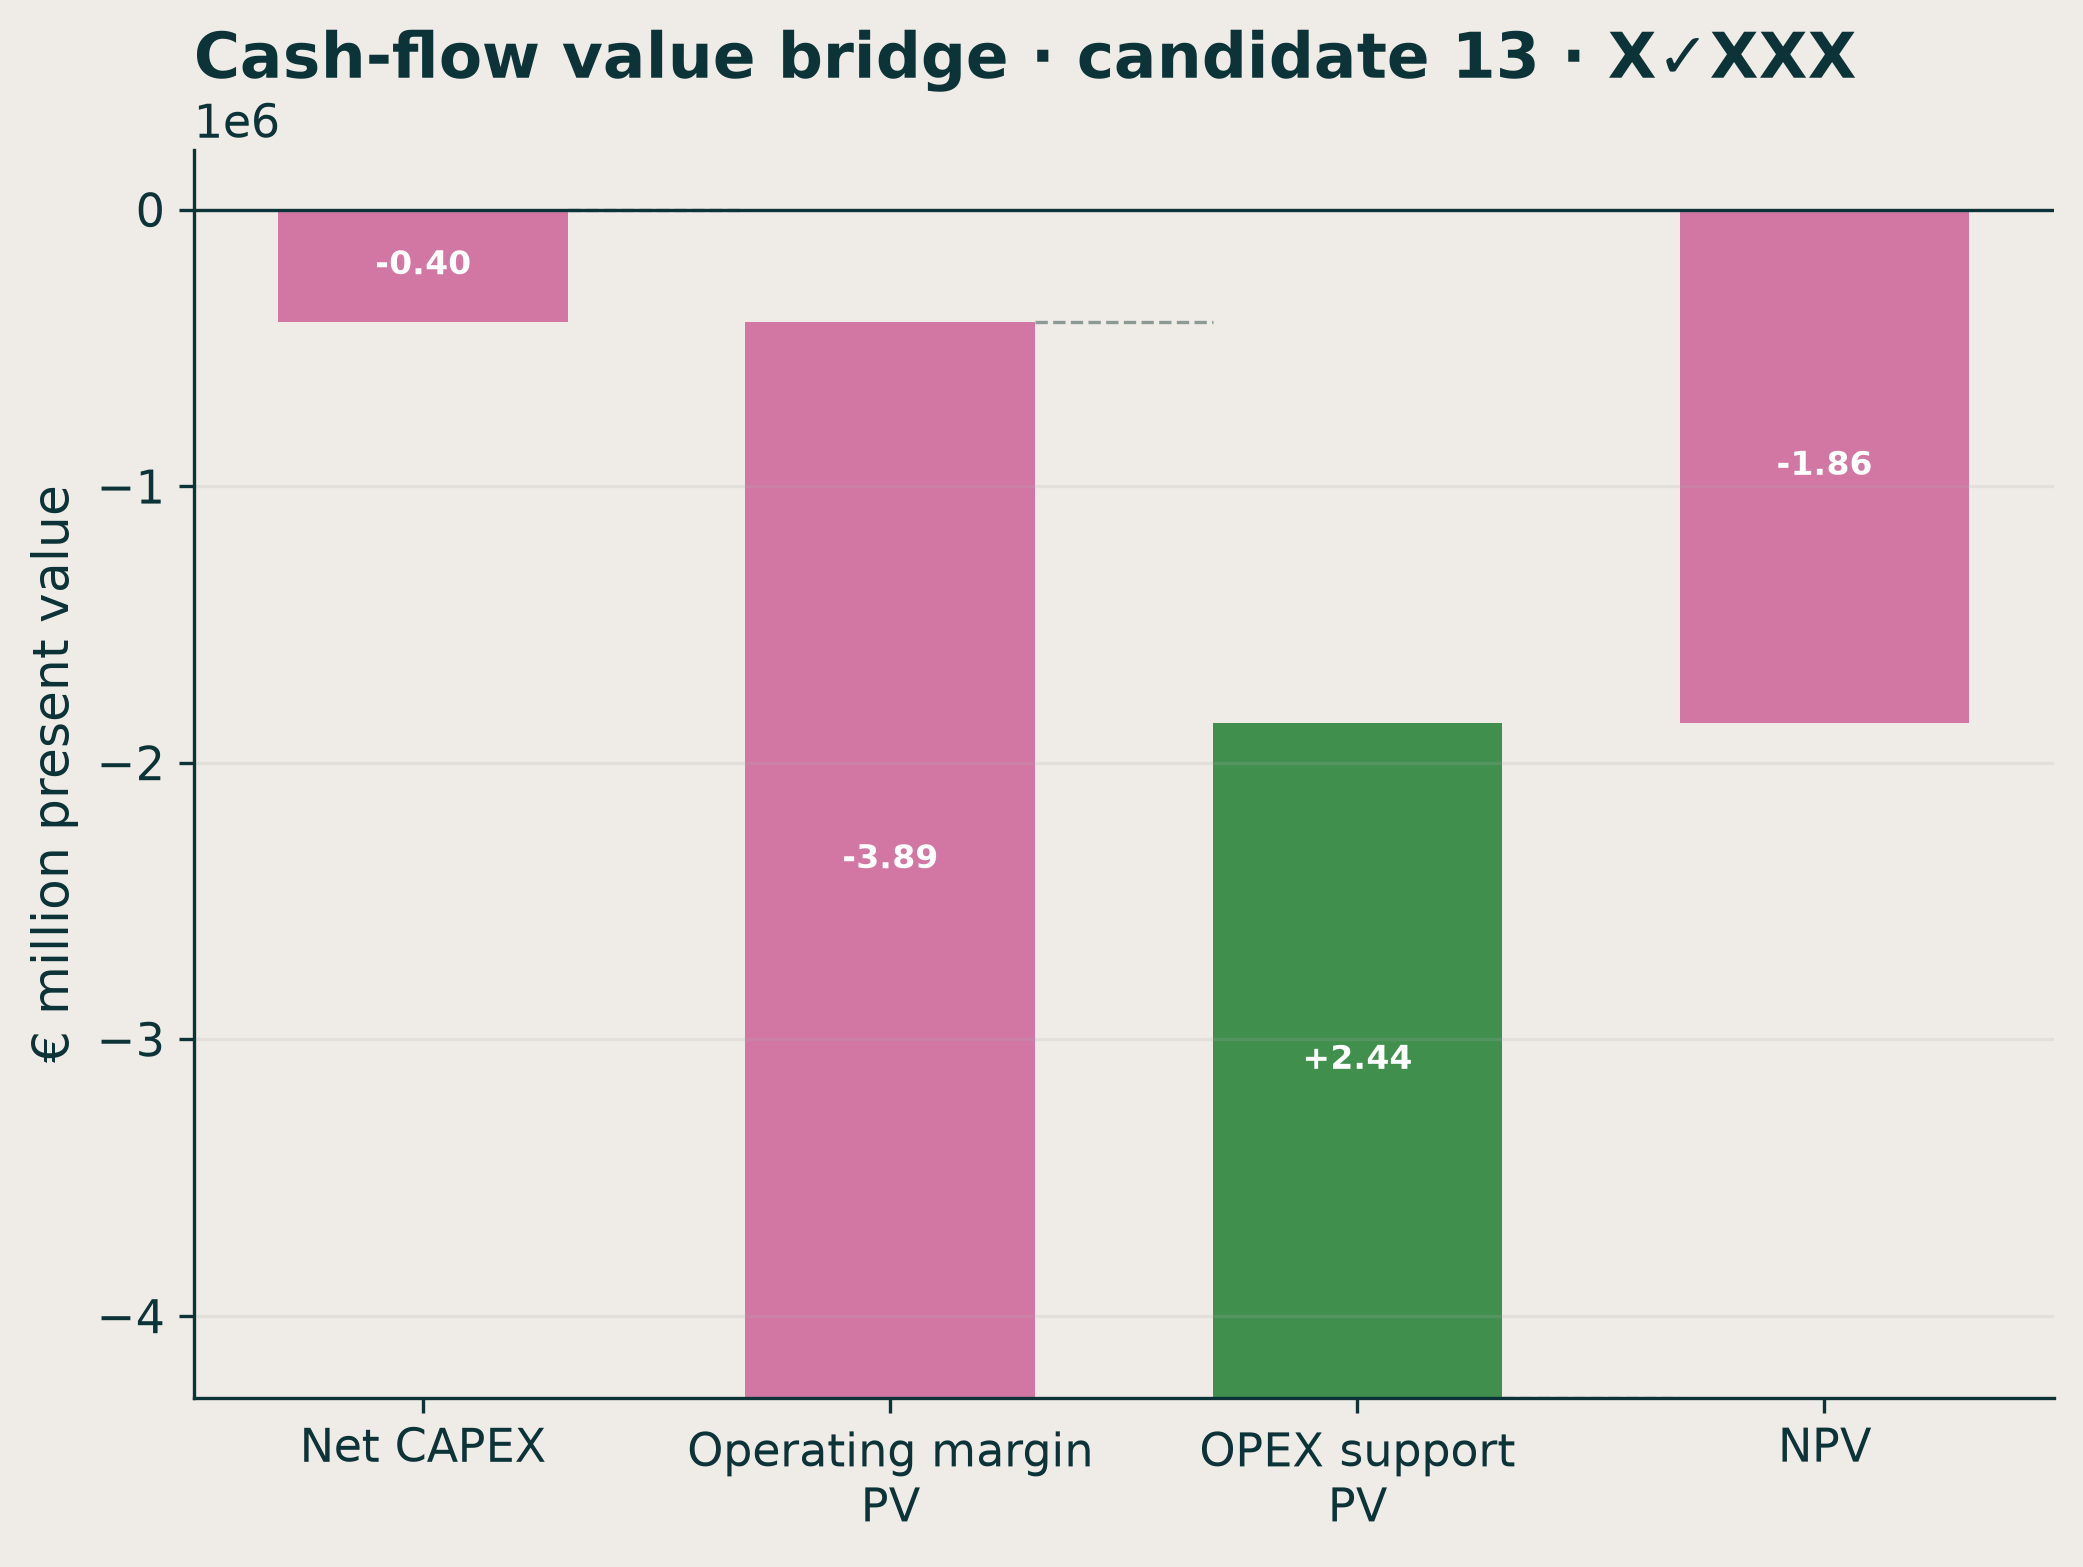 Cash-flow value bridge · candidate 13 · X✓XXX
1e6
€ million present value
0
−1
−2
−3
−4
-0.40
-3.89
+2.44
-1.86
Net CAPEX
Operating margin
PV
OPEX support
PV
NPV